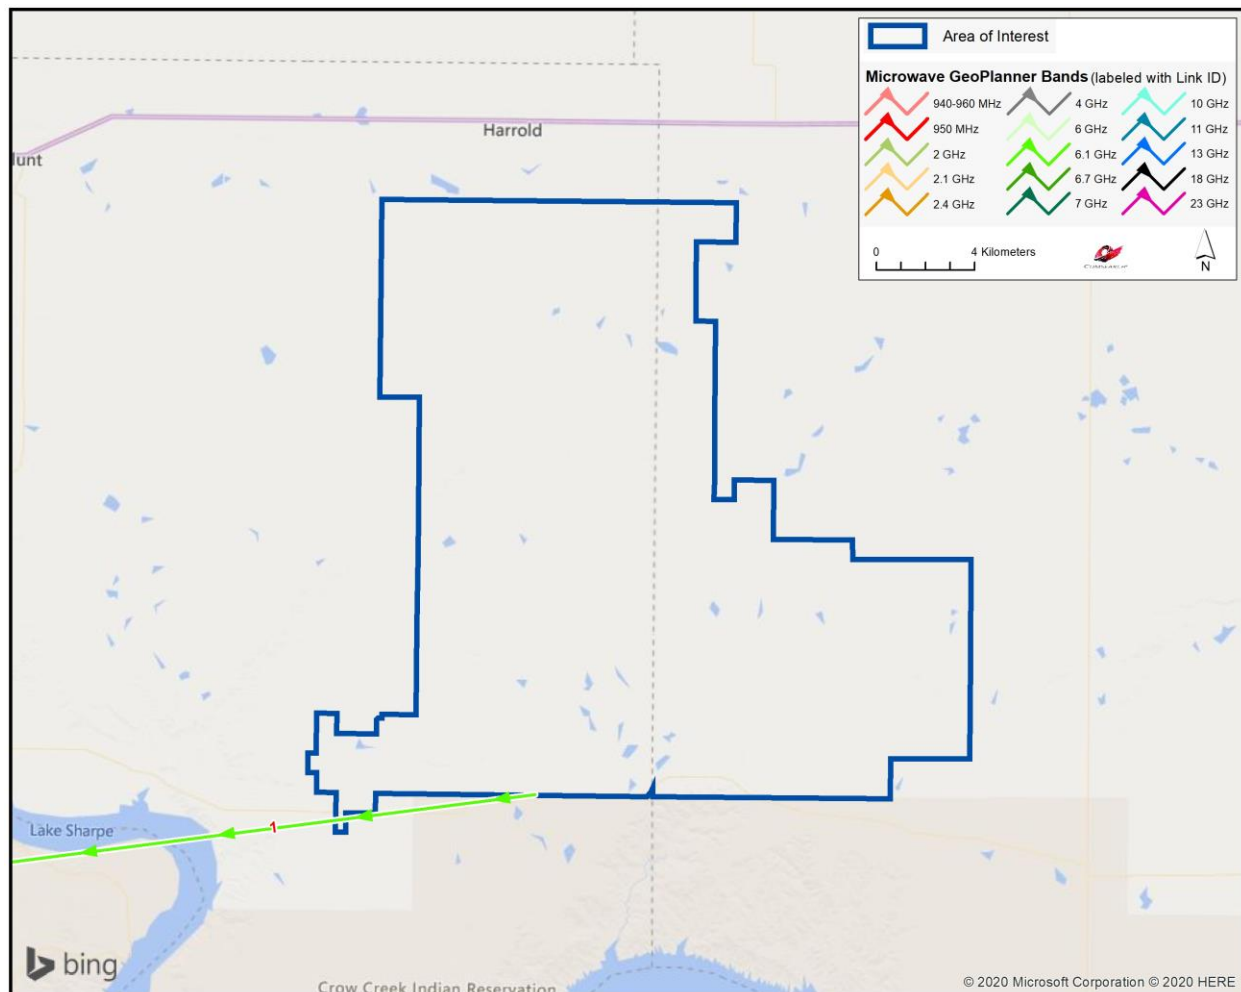 Area of Interest
Microwave GeoPlanner Bands (labeled with Link ID)
940-960 MHz
4 GHz
10 GHz
950 MHz
6 GHz
11 GHz
2 GHz
6.1 GHz
13 GHz
2.1 GHz
6.7 GHz
18 GHz
2.4 GHz
7 GHz
23 GHz
0
4 Kilometers
N
Harrold
lunt
1
Lake Sharpe
bing
Crow Creek Indian Reservation
© 2020 Microsoft Corporation © 2020 HERE